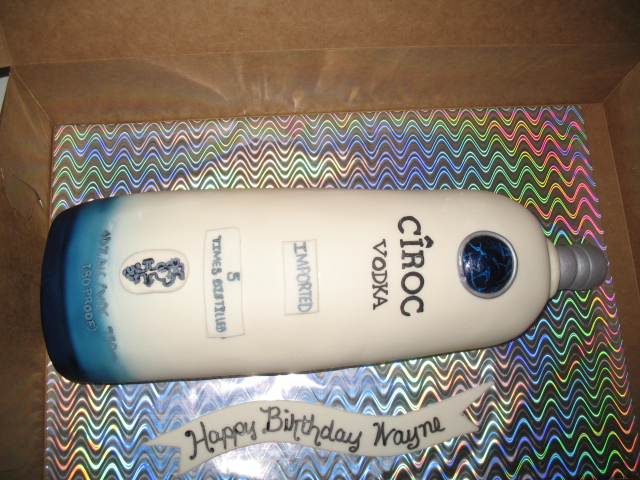 CÎROC
VODKA
IMPORTED
5
TIMES DISTILLED
Happy Birthday Wayne